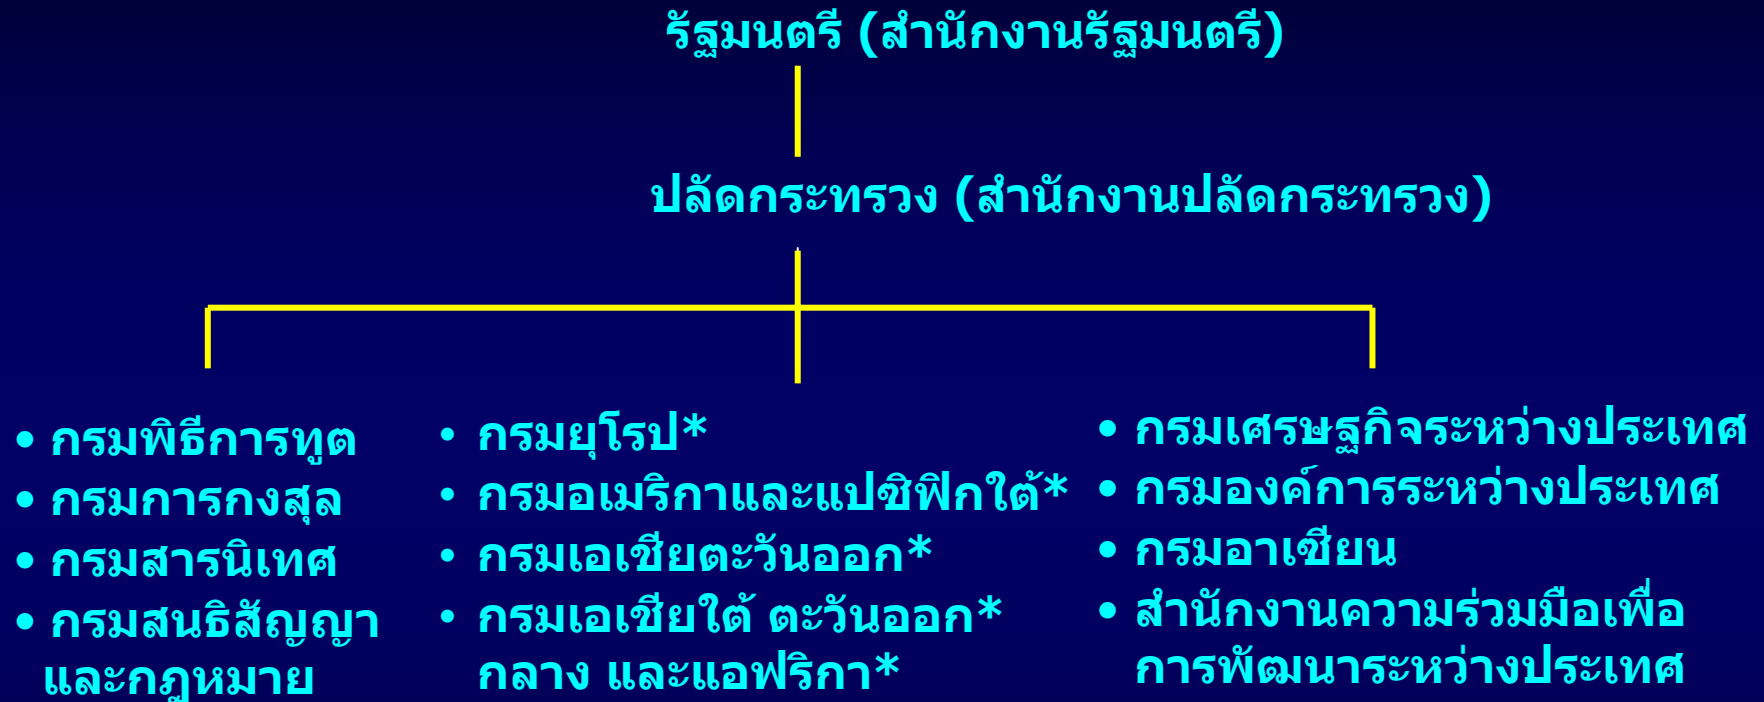 รัฐมนตรี (สำนักงานรัฐมนตรี)
ปลัดกระทรวง (สำนักงานปลัดกระทรวง)
• กรมพิธีการทูต
• กรมการกงสุล
• กรมสารนิเทศ
• กรมสนธิสัญญา
และกฎหมาย
• กรมยุโรป*
• กรมอเมริกาและแปซิฟิกใต้*
• กรมเอเชียตะวันออก*
• กรมเอเชียใต้ ตะวันออก*
กลาง และแอฟริกา*
• กรมเศรษฐกิจระหว่างประเทศ
• กรมองค์การระหว่างประเทศ
• กรมอาเซียน
• สำนักงานความร่วมมือเพื่อ
การพัฒนาระหว่างประเทศ